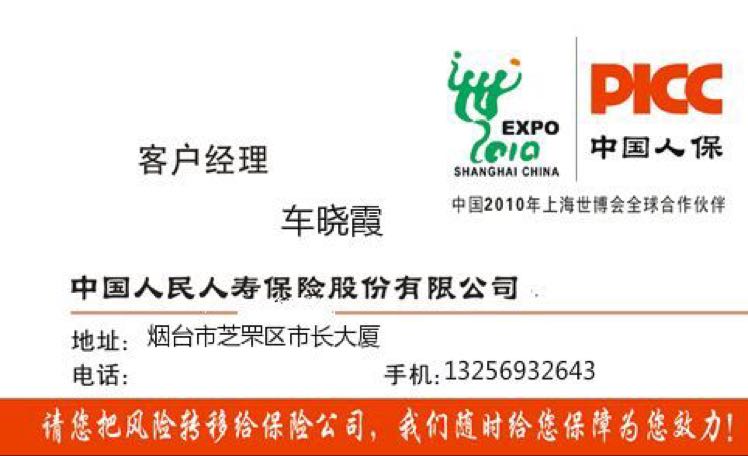 PICC
EXPO
2010
SHANGHAI CHINA
中国人保
中国2010年上海世博会全球合作伙伴
客户经理
车晓霞
中国人民人寿保险股份有限公司
地址: 烟台市芝罘区市长大厦
电话: 手机:13256932643
请您把风险转移给保险公司，我们随时给您保障为您效力！